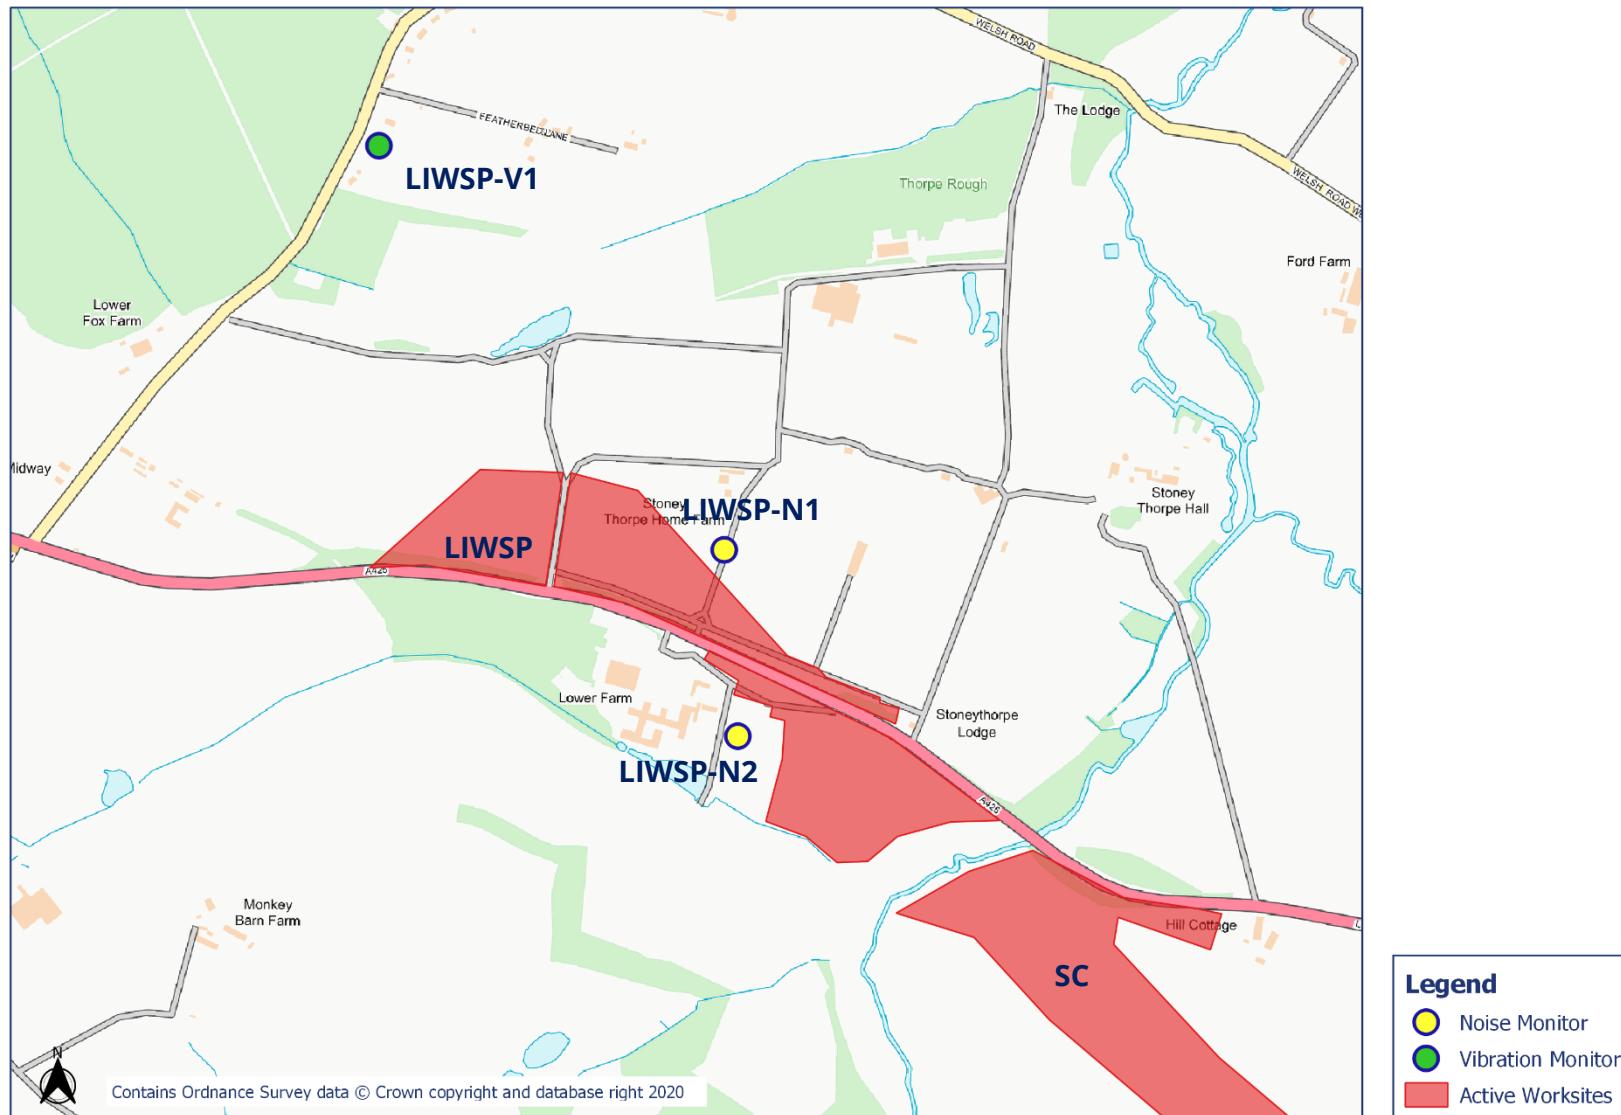 WELSH ROAD
The Lodge
FEATHERBED LANE
LIWSP-V1
Thorpe Rough
WELSH ROAD W
Ford Farm
Lower
Fox Farm
Midway
Stoney
Thorpe Hall
Stoney
Thorpe Home Farm
LIWSP-N1
LIWSP
A425
Lower Farm
Stoneythorpe
Lodge
LIWSP-N2
A425
Monkey
Barn Farm
Hill Cottage
SC
N
Contains Ordnance Survey data © Crown copyright and database right 2020
Legend
Noise Monitor
Vibration Monitor
Active Worksites